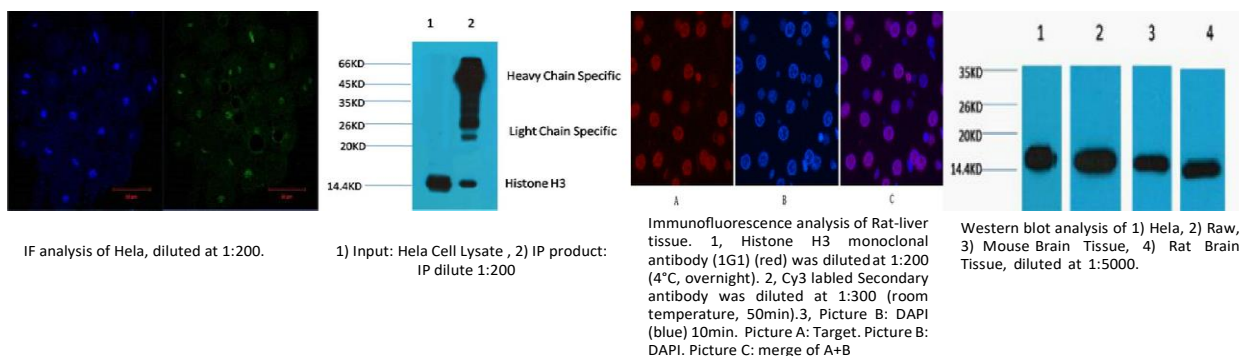 IF analysis of Hela, diluted at 1:200.
1 2
66KD
45KD
35KD
26KD
20KD
14.4KD
Heavy Chain Specific
Light Chain Specific
Histone H3
1) Input: Hela Cell Lysate , 2) IP product:
IP dilute 1:200
A B C
Immunofluorescence analysis of Rat-liver
tissue. 1, Histone H3 monoclonal
antibody (1G1) (red) was diluted at 1:200
(4°C, overnight). 2, Cy3 labled Secondary
antibody was diluted at 1:300 (room
temperature, 50min).3, Picture B: DAPI
(blue) 10min. Picture A: Target. Picture B:
DAPI. Picture C: merge of A+B
1 2 3 4
35KD
26KD
20KD
14.4KD
Western blot analysis of 1) Hela, 2) Raw,
3) Mouse Brain Tissue, 4) Rat Brain
Tissue, diluted at 1:5000.